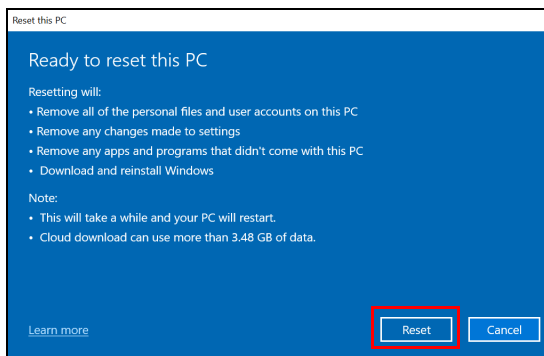 Reset this PC
Ready to reset this PC
Resetting will:
• Remove all of the personal files and user accounts on this PC
• Remove any changes made to settings
• Remove any apps and programs that didn't come with this PC
• Download and reinstall Windows
Note:
• This will take a while and your PC will restart.
• Cloud download can use more than 3.48 GB of data.
Learn more
Reset
Cancel